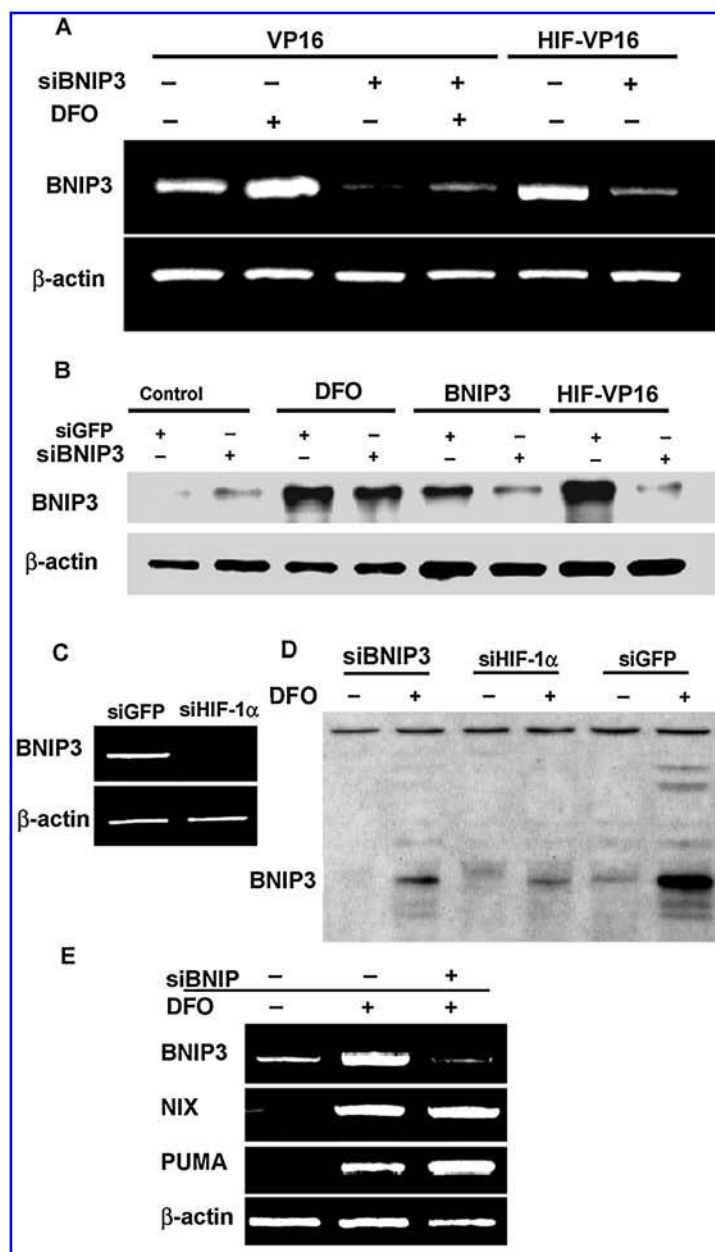 A
VP16 HIF-VP16
siBNIP3 – – + + – +
DFO – + – + – –
BNIP3
β-actin
B
Control DFO BNIP3 HIF-VP16
siGFP + – + – + – + –
siBNIP3 – + – + – + – +
BNIP3
β-actin
C
siGFP siHIF-1α
BNIP3
β-actin
D
siBNIP3 siHIF-1α siGFP
DFO – + – + – +
BNIP3
E
siBNIP – – +
DFO – + +
BNIP3
NIX
PUMA
β-actin